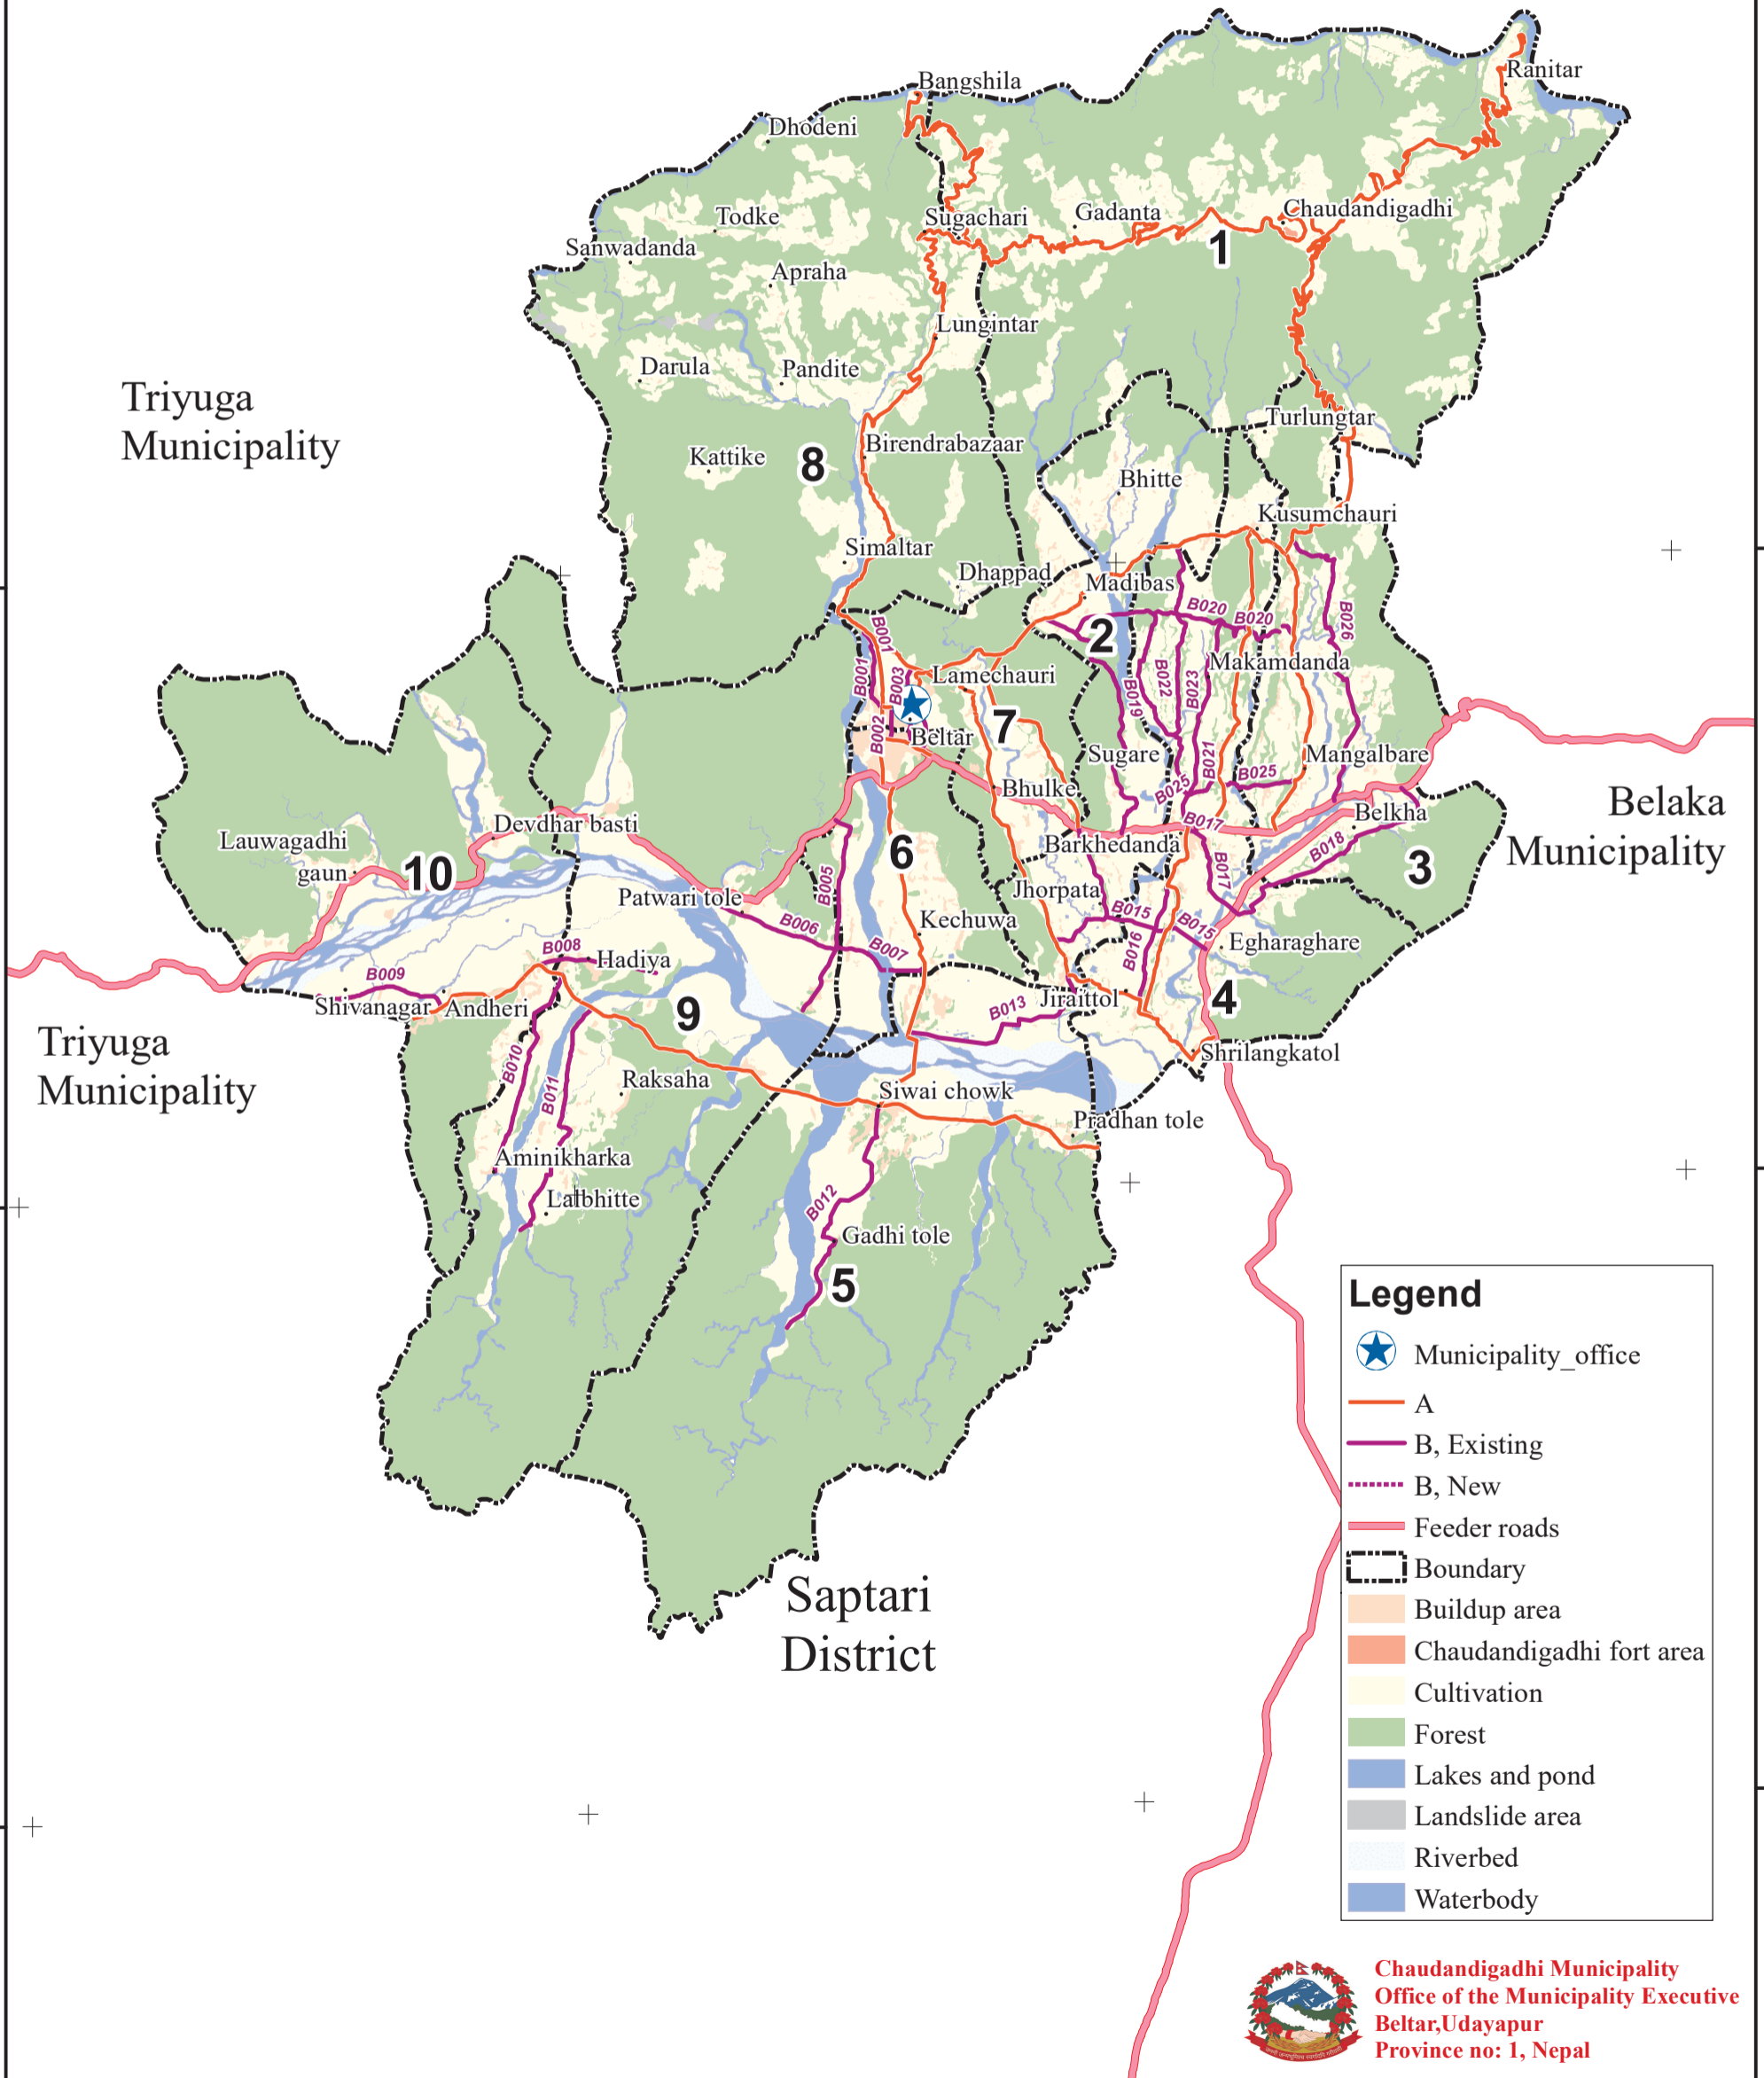 Bangshila
Ranitar
Dhodeni
Todke
Sugachari
Gadanta
Chaudandigadhi
Sanwadanda
1
Apraha
Lungintar
Darula
Pandite
Triyuga
Municipality
Turlungtar
Kattike
8
Birendrabazaar
Bhitte
Kusumchauri
Simaltar
Dhappad
Madibas
B001
2
B020
B020
B026
B001
B003
Lamechauri
B019
B022
B023
Makamdanda
B002
Beltar
7
Sugare
B021
B025
B025
Mangalbare
Bhulke
Belaka
Municipality
Devdhar basti
B017
Belkha
Lauwagadhi
gaun
10
6
Barkhedanda
B017
B018
3
Patwari tole
B005
Jhorpata
B006
B007
Kechuwa
B015
B015
B016
Egharaghare
B008
Hadiya
B009
Shivanagar
Andheri
9
B013
Jiraittol
4
Triyuga
Municipality
B010
B011
Raksaha
Siwai chowk
Shrilangkatol
Pradhan tole
Aminikharka
Lalbhitte
B012
Gadhi tole
5
Saptari
District
Legend
Municipality_office
A
B, Existing
B, New
Feeder roads
Boundary
Buildup area
Chaudandigadhi fort area
Cultivation
Forest
Lakes and pond
Landslide area
Riverbed
Waterbody
Chaudandigadhi Municipality
Office of the Municipality Executive
Beltar,Udayapur
Province no: 1, Nepal